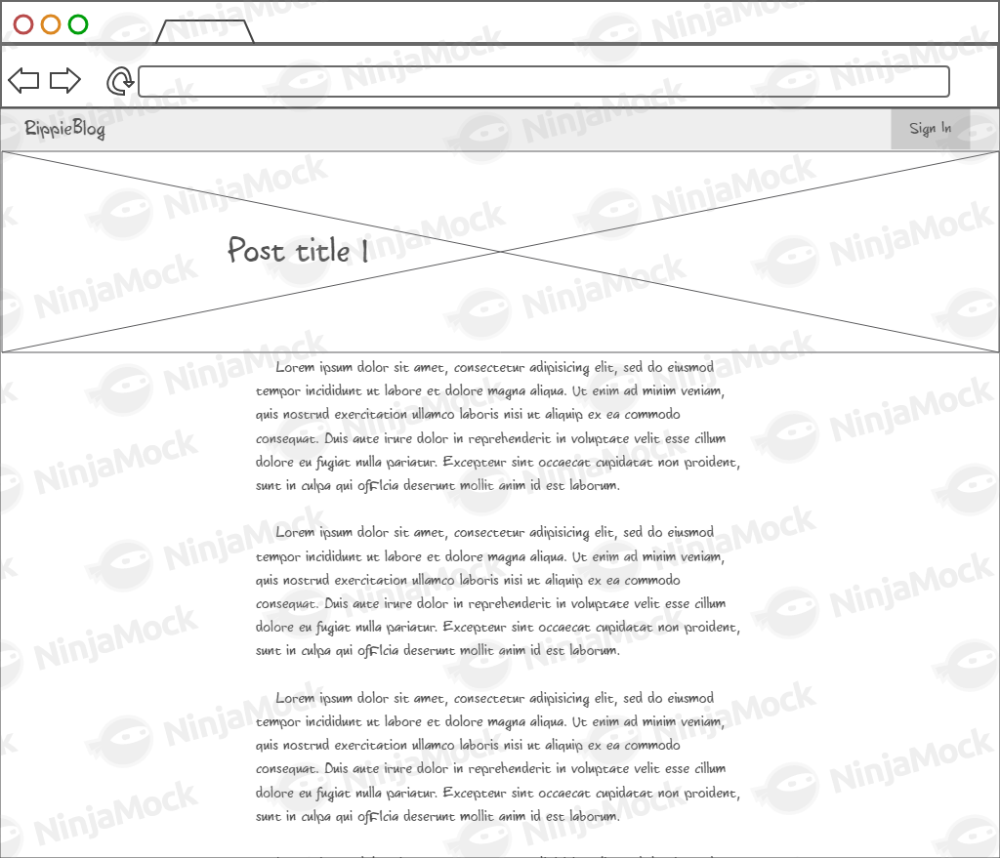 RippieBlog
Sign In
Post title 1
Lorem ipsum dolor sit amet, consectetur adipisicing elit, sed do eiusmod
tempor incididunt ut labore et dolore magna aliqua. Ut enim ad minim veniam,
quis nostrud exercitation ullamco laboris nisi ut aliquip ex ea commodo
consequat. Duis aute irure dolor in reprehenderit in voluptate velit esse cillum
dolore eu fugiat nulla pariatur. Excepteur sint occaecat cupidatat non proident,
sunt in culpa qui officia deserunt mollit anim id est laborum.
Lorem ipsum dolor sit amet, consectetur adipisicing elit, sed do eiusmod
tempor incididunt ut labore et dolore magna aliqua. Ut enim ad minim veniam,
quis nostrud exercitation ullamco laboris nisi ut aliquip ex ea commodo
consequat. Duis aute irure dolor in reprehenderit in voluptate velit esse cillum
dolore eu fugiat nulla pariatur. Excepteur sint occaecat cupidatat non proident,
sunt in culpa qui officia deserunt mollit anim id est laborum.
Lorem ipsum dolor sit amet, consectetur adipisicing elit, sed do eiusmod
tempor incididunt ut labore et dolore magna aliqua. Ut enim ad minim veniam,
quis nostrud exercitation ullamco laboris nisi ut aliquip ex ea commodo
consequat. Duis aute irure dolor in reprehenderit in voluptate velit esse cillum
dolore eu fugiat nulla pariatur. Excepteur sint occaecat cupidatat non proident,
sunt in culpa qui officia deserunt mollit anim id est laborum.
NinjaMock